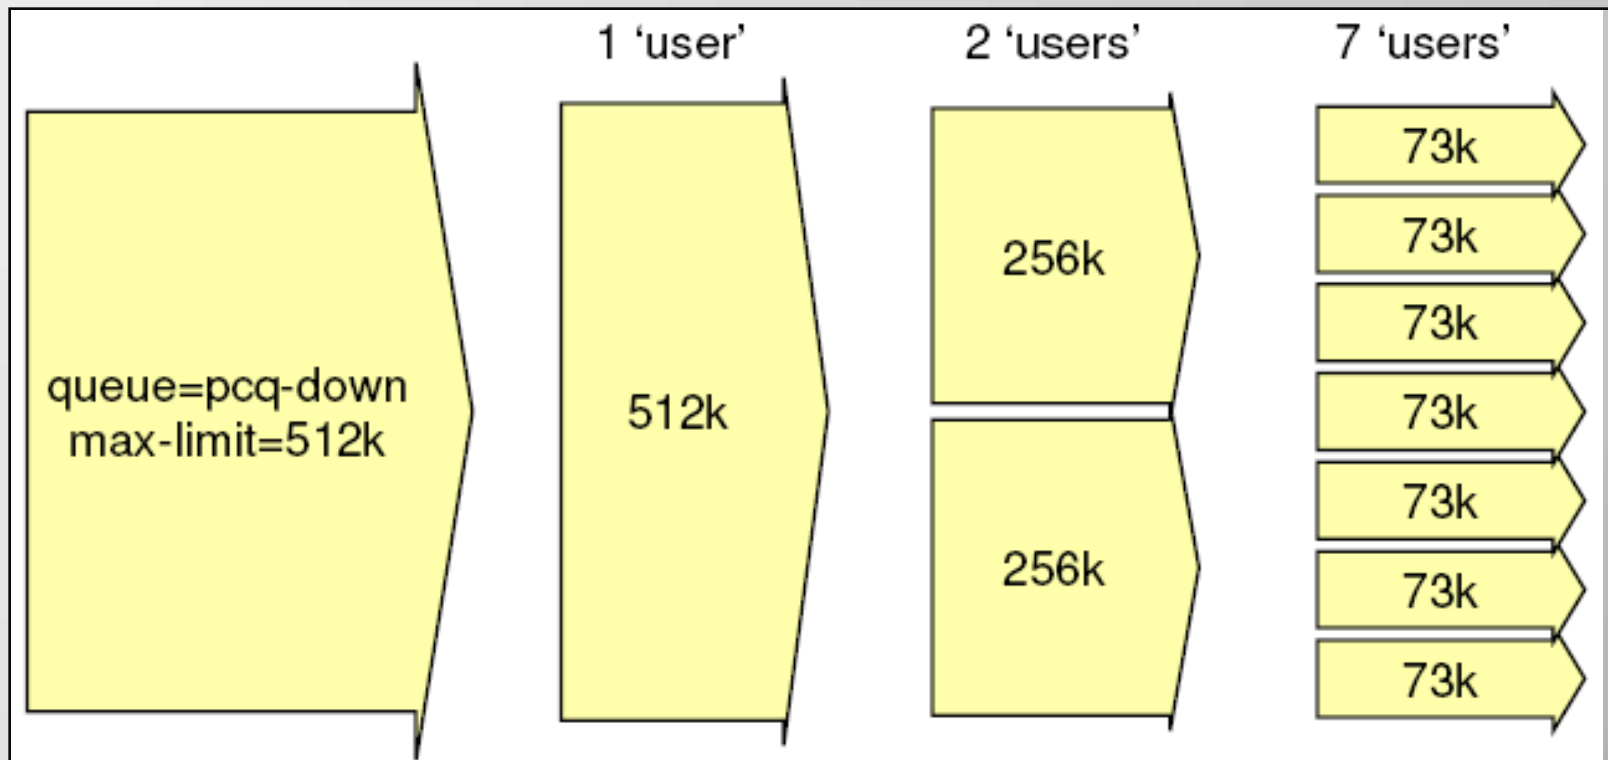 1 ‘user’
2 ‘users’
7 ‘users’
queue=pcq-down
max-limit=512k
512k
256k
256k
73k
73k
73k
73k
73k
73k
73k